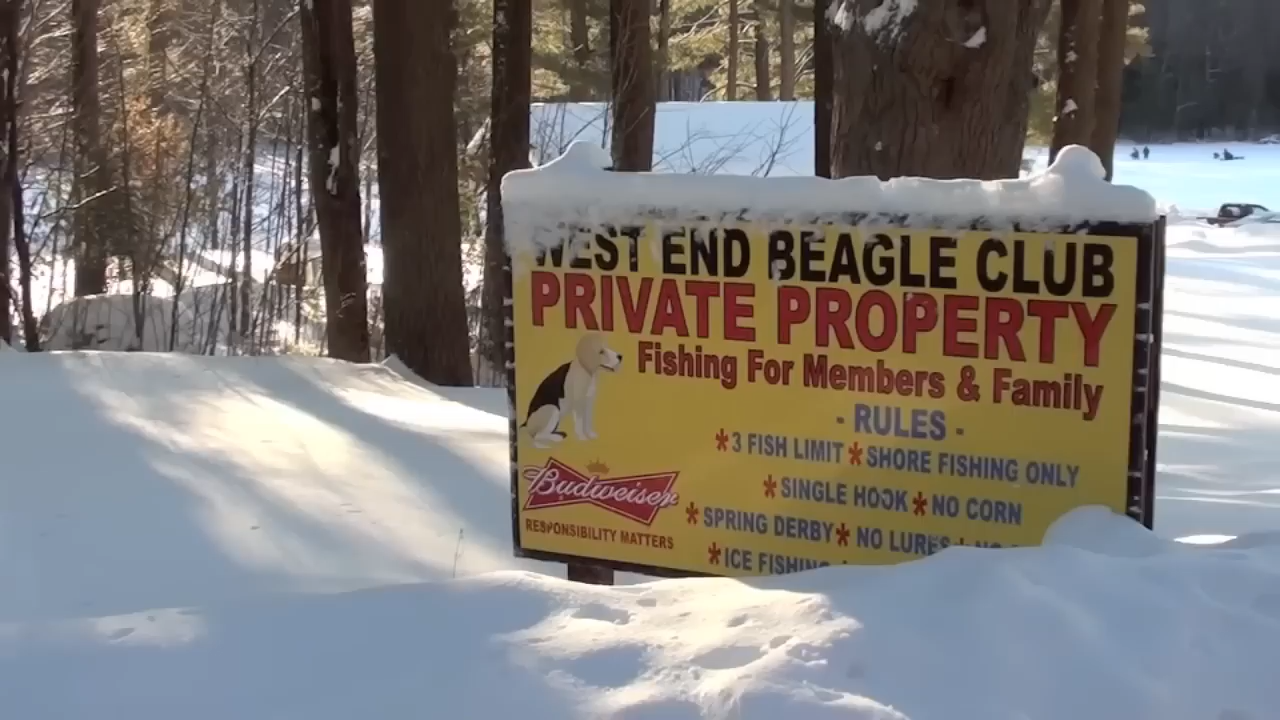 WEST END BEAGLE CLUB
PRIVATE PROPERTY
Fishing For Members & Family
- RULES -
*3 FISH LIMIT *SHORE FISHING ONLY
*SINGLE HOOK *NO CORN
*SPRING DERBY* NO LURES * NO
*ICE FISHING
Budweiser
RESPONSIBILITY MATTERS